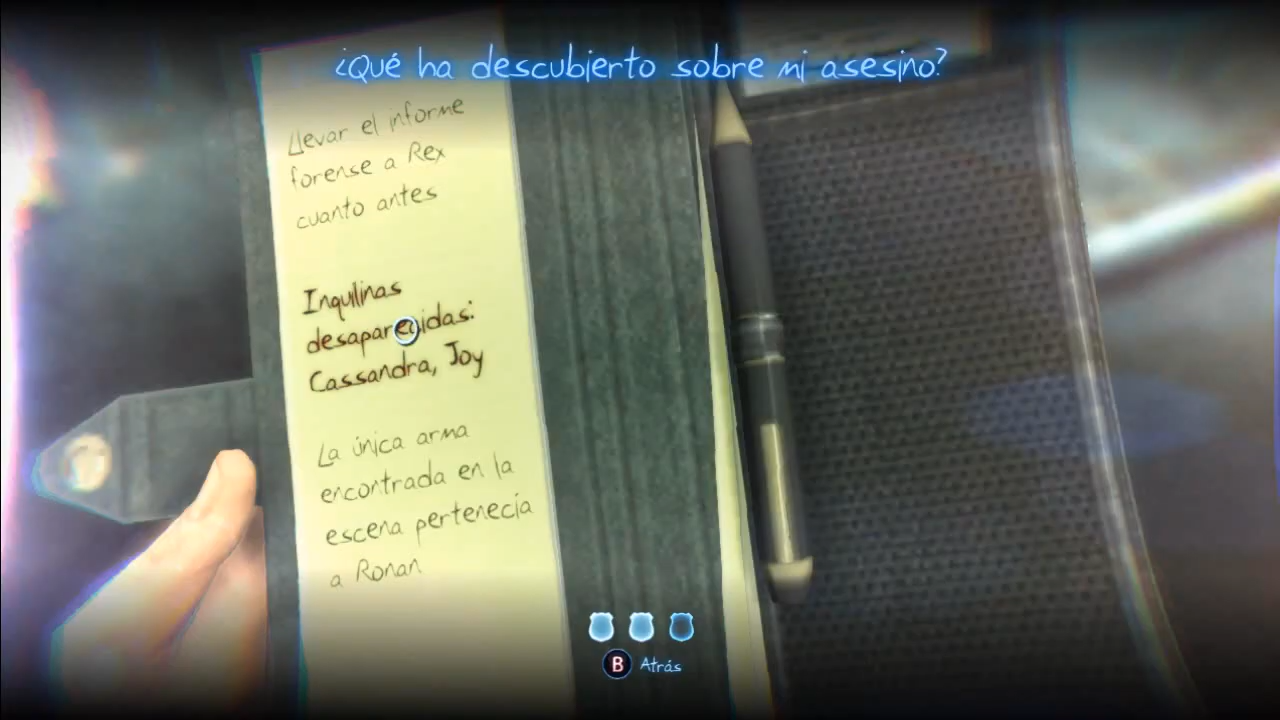 ¿Qué ha descubierto sobre mi asesino?
Llevar el informe
forense a Rex
cuanto antes
Inquilinas
desaparecidas:
Cassandra, Joy
La única arma
encontrada en la
escena pertenecía
a Ronan
B Atrás